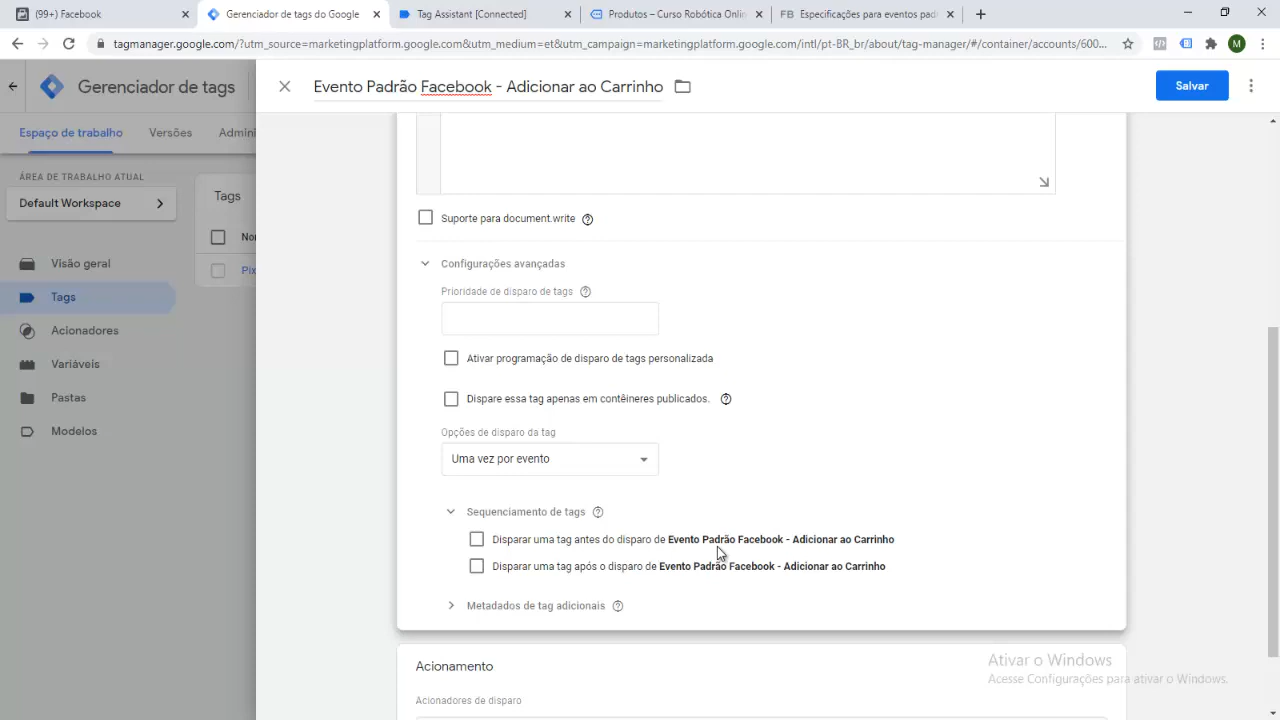 (99+) Facebook
Gerenciador de tags do Google
Tag Assistant [Connected]
Produtos – Curso Robótica Onlin
FB Especificações para eventos pad
tagmanager.google.com/?utm_source=marketingplatform.google.com&utm_medium=et&utm_campaign=marketingplatform.google.com/intl/pt-BR_br/about/tag-manager/#/container/accounts/600...
M
Gerenciador de tags
Evento Padrão Facebook - Adicionar ao Carrinho
Salvar
Espaço de trabalho
Versões
Admini
ÁREA DE TRABALHO ATUAL
Default Workspace
Tags
Nor
Pix
Visão geral
Tags
Acionadores
Variáveis
Pastas
Modelos
Suporte para document.write
Configurações avançadas
Prioridade de disparo de tags
Ativar programação de disparo de tags personalizada
Dispare essa tag apenas em contêineres publicados.
Opções de disparo da tag
Uma vez por evento
Sequenciamento de tags
Disparar uma tag antes do disparo de Evento Padrão Facebook - Adicionar ao Carrinho
Disparar uma tag após o disparo de Evento Padrão Facebook - Adicionar ao Carrinho
Metadados de tag adicionais
Acionamento
Acionadores de disparo
Ativar o Windows
Acesse Configurações para ativar o Windows.